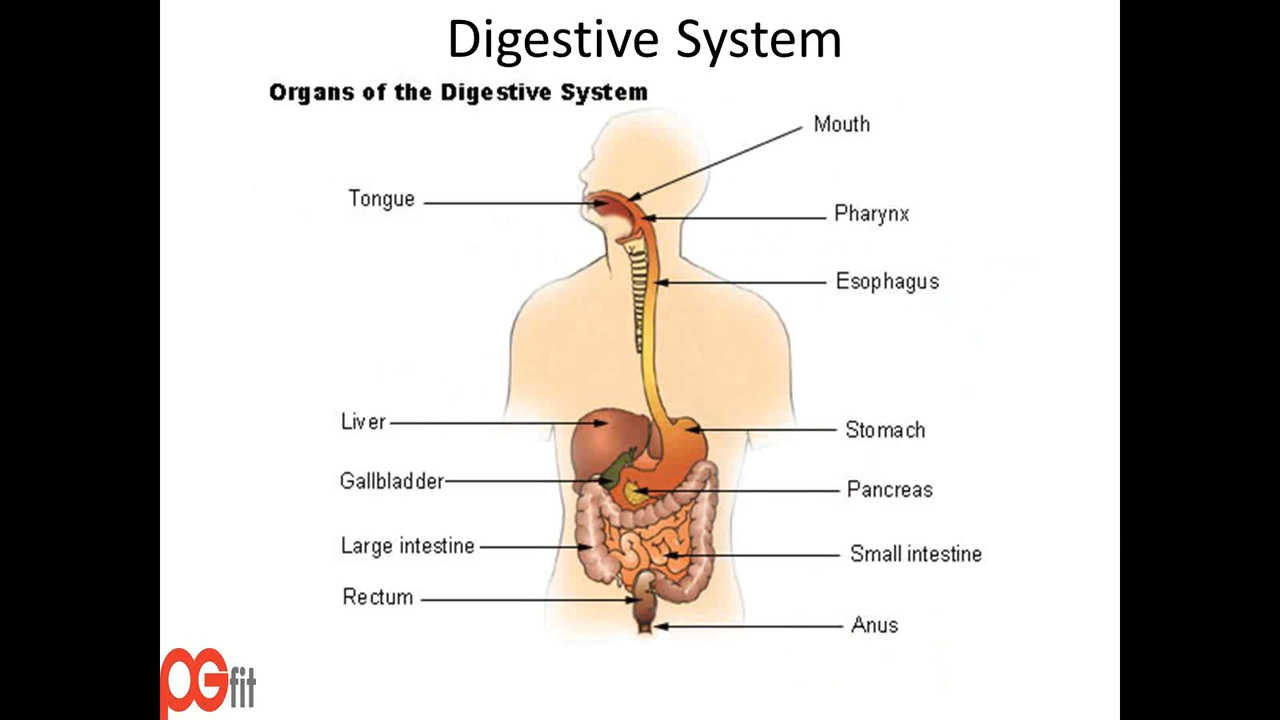 Digestive System
Organs of the Digestive System
Mouth
Tongue
Pharynx
Esophagus
Liver
Stomach
Gallbladder
Pancreas
Large intestine
Small intestine
Rectum
Anus
PGfit